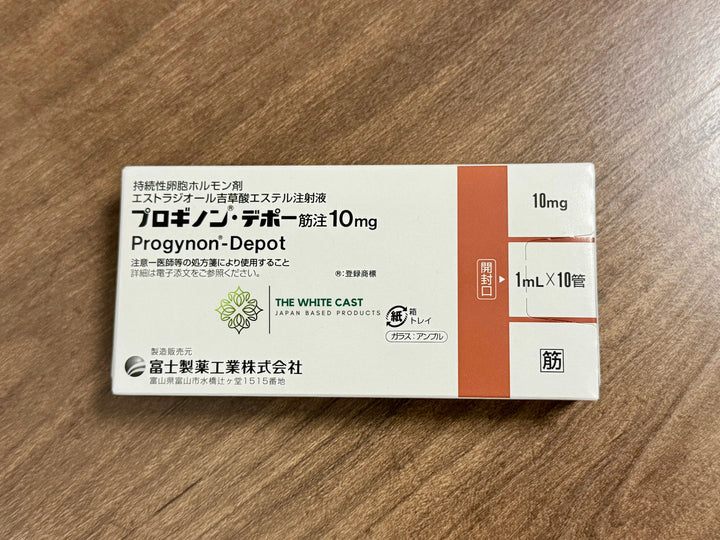 持続性卵胞ホルモン剤
エストラジオール吉草酸エステル注射液
プロギノン®・デポー筋注10mg
Progynon®-Depot
注意－医師等の処方箋により使用すること
詳細は電子添文をご参照ください。
®:登録商標
THE WHITE CAST
JAPAN BASED PRODUCTS
紙
箱
トレイ
ガラス:アンプル
製造販売元
富士製薬工業株式会社
富山県富山市水橋辻ヶ堂1515番地
開封口
10mg
1mL×10管
筋